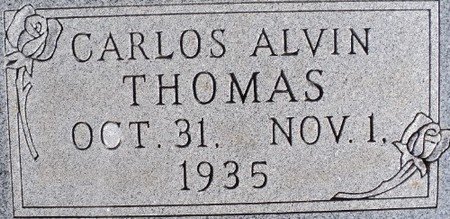 CARLOS ALVIN
THOMAS
OCT. 31. NOV. 1,
1935